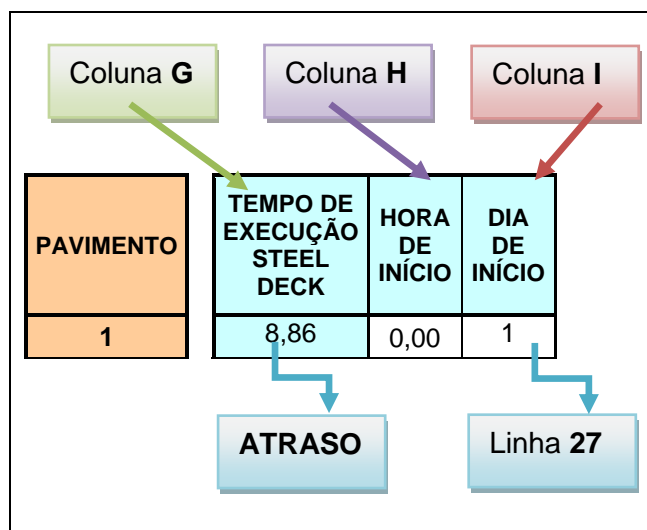 Coluna G
Coluna H
Coluna I
PAVIMENTO
TEMPO DE
EXECUÇÃO
STEEL
DECK
HORA
DE
INÍCIO
DIA
DE
INÍCIO
1
8,86
0,00
1
ATRASO
Linha 27